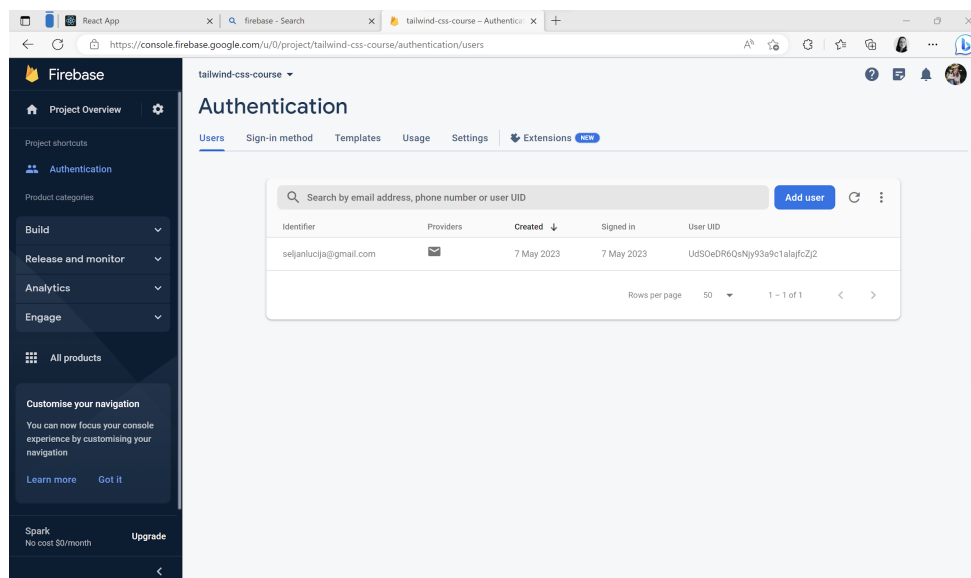 React App
firebase - Search
tailwind-css-course – Authenticat
https://console.firebase.google.com/u/0/project/tailwind-css-course/authentication/users
Firebase
Project Overview
Project shortcuts
Authentication
Product categories
Build
Release and monitor
Analytics
Engage
All products
Customise your navigation
You can now focus your console
experience by customising your
navigation
Learn more Got it
Spark
No cost $0/month
Upgrade
tailwind-css-course
Authentication
Users Sign-in method Templates Usage Settings Extensions NEW
Search by email address, phone number or user UID
Add user
Identifier Providers Created Signed in User UID
seljanlucija@gmail.com 7 May 2023 7 May 2023 UdSOeDR6QsNjy93a9c1alajfcZj2
Rows per page 50 1 – 1 of 1